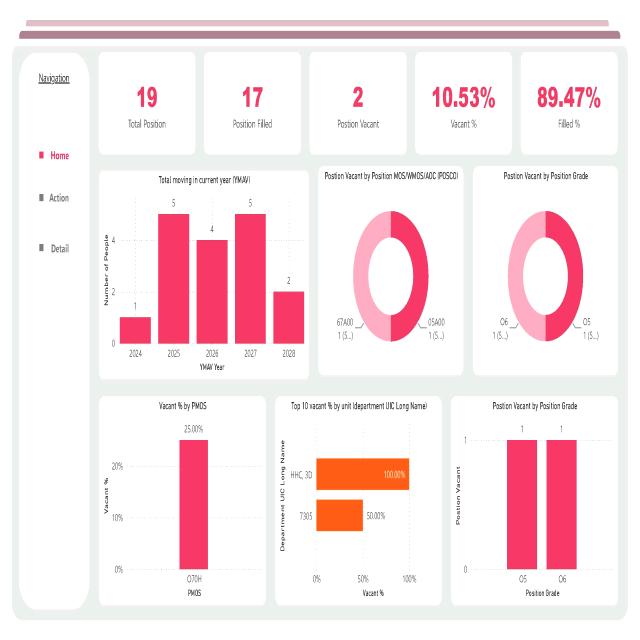 Navigation
Home
Action
Detail
19
Total Position
17
Position Filled
2
Postion Vacant
10.53%
Vacant %
89.47%
Filled %
Total moving in current year (YMAV)
Number of People
4
2
0
1
5
4
5
2
2024
2025
2026
2027
2028
YMAV Year
Postion Vacant by Position MOS/WMOS/AOC (POSCO)
67A00
1 (5...)
05A00
1 (5...)
Postion Vacant by Position Grade
O6
1 (5...)
O5
1 (5...)
Vacant % by PMOS
Vacant %
20%
10%
0%
25.00%
O70H
PMOS
Top 10 vacant % by unit (department UIC Long Name)
Department UIC Long Name
HHC, 3D
100.00%
7305
50.00%
0%
50%
100%
Vacant %
Postion Vacant by Position Grade
Postion Vacant
1
0
1
1
O5
O6
Position Grade